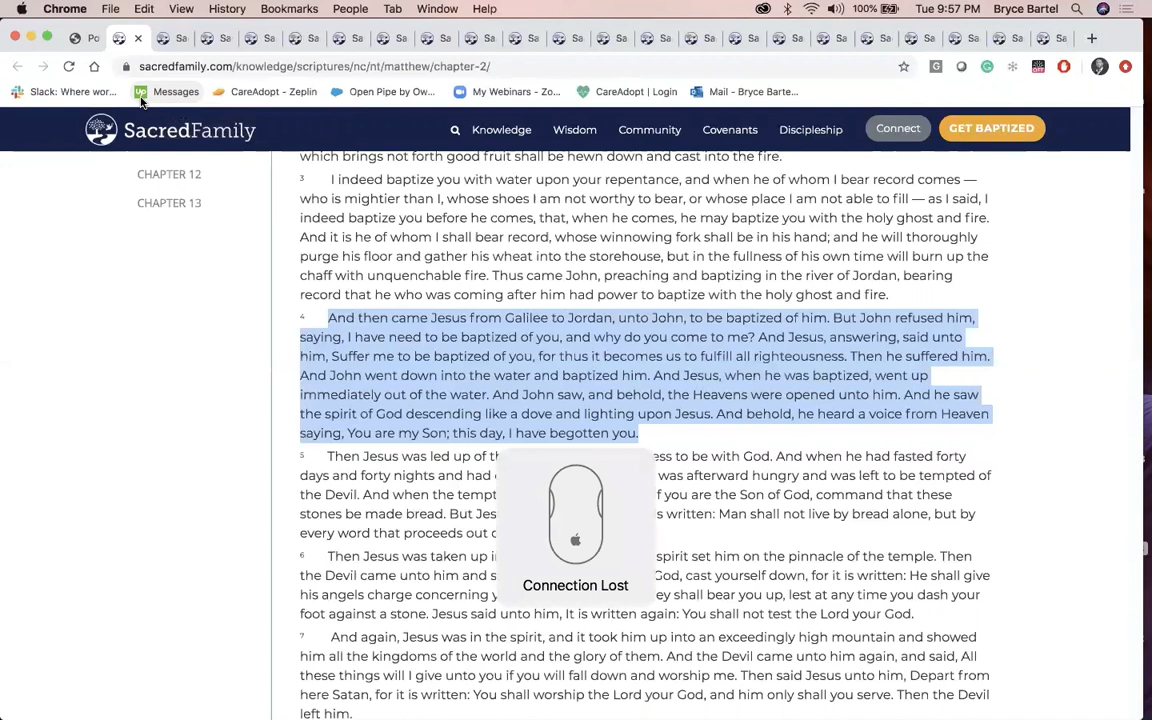 Chrome File Edit View History Bookmarks People Tab Window Help 100% Tue 9:57 PM Bryce Bartel
Po Sa Sa Sa Sa Sa Sa Sa Sa Sa Sa Sa Sa Sa Sa Sa Sa Sa Sa Sa Sa Sa
sacredfamily.com/knowledge/scriptures/nc/nt/matthew/chapter-2/
Slack: Where wor... Up Messages CareAdopt - Zeplin Open Pipe by Ow... My Webinars - Zo... CareAdopt | Login Mail - Bryce Barte...
SacredFamily Knowledge Wisdom Community Covenants Discipleship Connect GET BAPTIZED
CHAPTER 12
CHAPTER 13
which brings not forth good fruit shall be hewn down and cast into the fire.
3 I indeed baptize you with water upon your repentance, and when he of whom I bear record comes —
who is mightier than I, whose shoes I am not worthy to bear, or whose place I am not able to fill — as I said, I
indeed baptize you before he comes, that, when he comes, he may baptize you with the holy ghost and fire.
And it is he of whom I shall bear record, whose winnowing fork shall be in his hand; and he will thoroughly
purge his floor and gather his wheat into the storehouse, but in the fullness of his own time will burn up the
chaff with unquenchable fire. Thus came John, preaching and baptizing in the river of Jordan, bearing
record that he who was coming after him had power to baptize with the holy ghost and fire.
4 And then came Jesus from Galilee to Jordan, unto John, to be baptized of him. But John refused him,
saying, I have need to be baptized of you, and why do you come to me? And Jesus, answering, said unto
him, Suffer me to be baptized of you, for thus it becomes us to fulfill all righteousness. Then he suffered him.
And John went down into the water and baptized him. And Jesus, when he was baptized, went up
immediately out of the water. And John saw, and behold, the Heavens were opened unto him. And he saw
the spirit of God descending like a dove and lighting upon Jesus. And behold, he heard a voice from Heaven
saying, You are my Son; this day, I have begotten you.
5 Then Jesus was led up of th ess to be with God. And when he had fasted forty
days and forty nights and had was afterward hungry and was left to be tempted of
the Devil. And when the tempt f you are the Son of God, command that these
stones be made bread. But Jes written: Man shall not live by bread alone, but by
every word that proceeds out
6 Then Jesus was taken up i spirit set him on the pinnacle of the temple. Then
the Devil came unto him and s God, cast yourself down, for it is written: He shall give
his angels charge concerning y ey shall bear you up, lest at any time you dash your
foot against a stone. Jesus said unto him, It is written again: You shall not test the Lord your God.
7 And again, Jesus was in the spirit, and it took him up into an exceedingly high mountain and showed
him all the kingdoms of the world and the glory of them. And the Devil came unto him again, and said, All
these things will I give unto you if you will fall down and worship me. Then said Jesus unto him, Depart from
here Satan, for it is written: You shall worship the Lord your God, and him only shall you serve. Then the Devil
left him.
Connection Lost